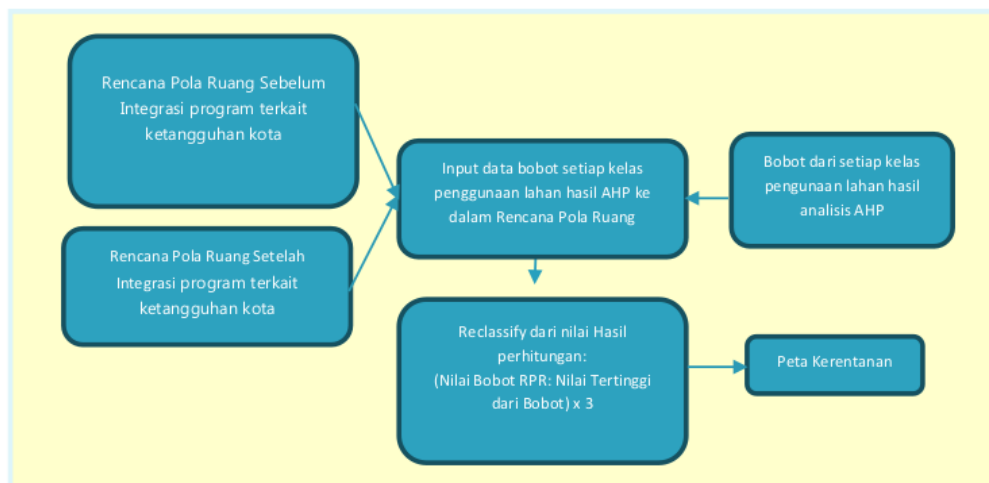 Rencana Pola Ruang Sebelum
Integrasi program terkait
ketangguhan kota
Rencana Pola Ruang Setelah
Integrasi program terkait
ketangguhan kota
Input data bobot setiap kelas
penggunaan lahan hasil AHP ke
dalam Rencana Pola Ruang
Bobot dari setiap kelas
pengunaan lahan hasil
analisis AHP
Reclassify dari nilai Hasil
perhitungan:
(Nilai Bobot RPR: Nilai Tertinggi
dari Bobot) x 3
Peta Kerentanan